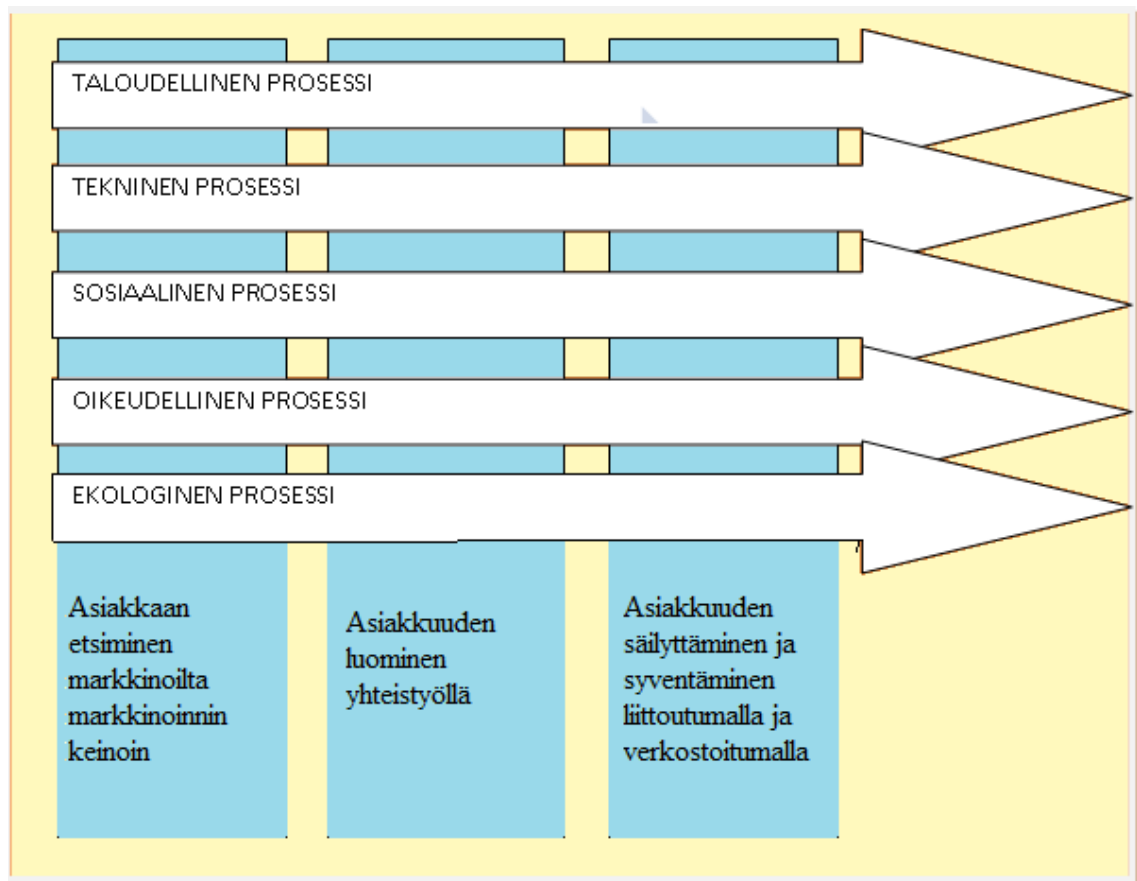 TALOUDELLINEN PROSESSI
TEKNINEN PROSESSI
SOSIAALINEN PROSESSI
OIKEUDELLINEN PROSESSI
EKOLOGINEN PROSESSI
Asiakkaan
etsiminen
markkinoilta
markkinoinnin
keinoin
Asiakkuuden
luominen
yhteistyöllä
Asiakkuuden
säilyttäminen ja
syventäminen
liittoutumalla ja
verkostoitumalla